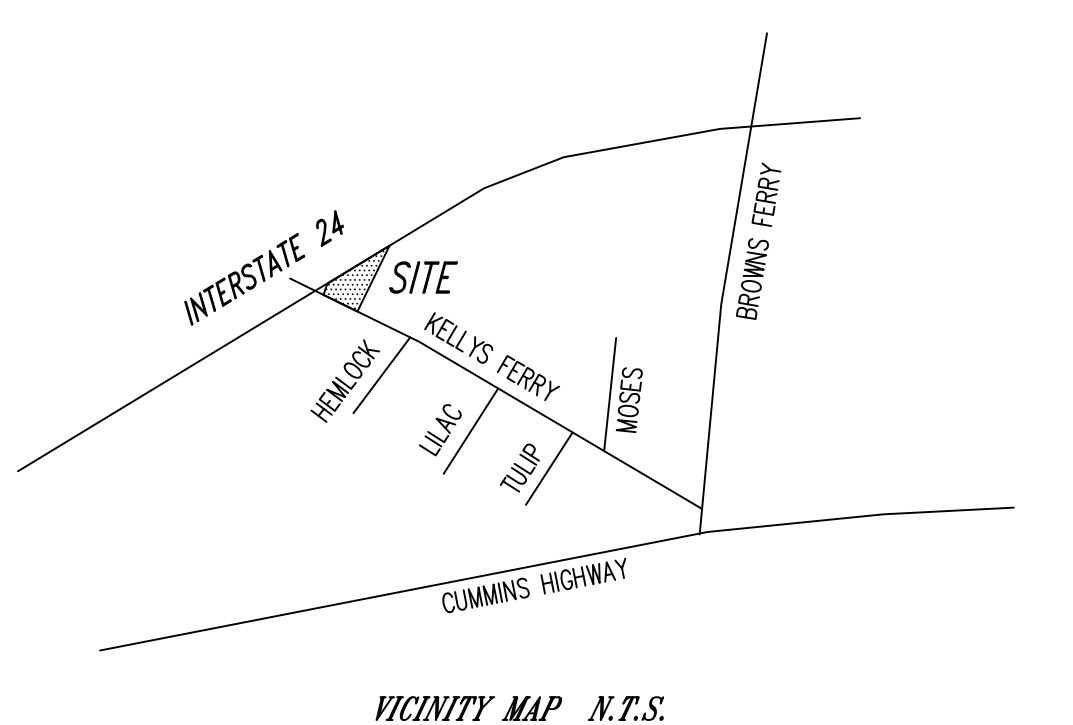 INTERSTATE 24
SITE
BROWNS FERRY
KELLYS FERRY
HEMLOCK
LILAC
TULIP
MOSES
CUMMINS HIGHWAY
VICINITY MAP N.T.S.